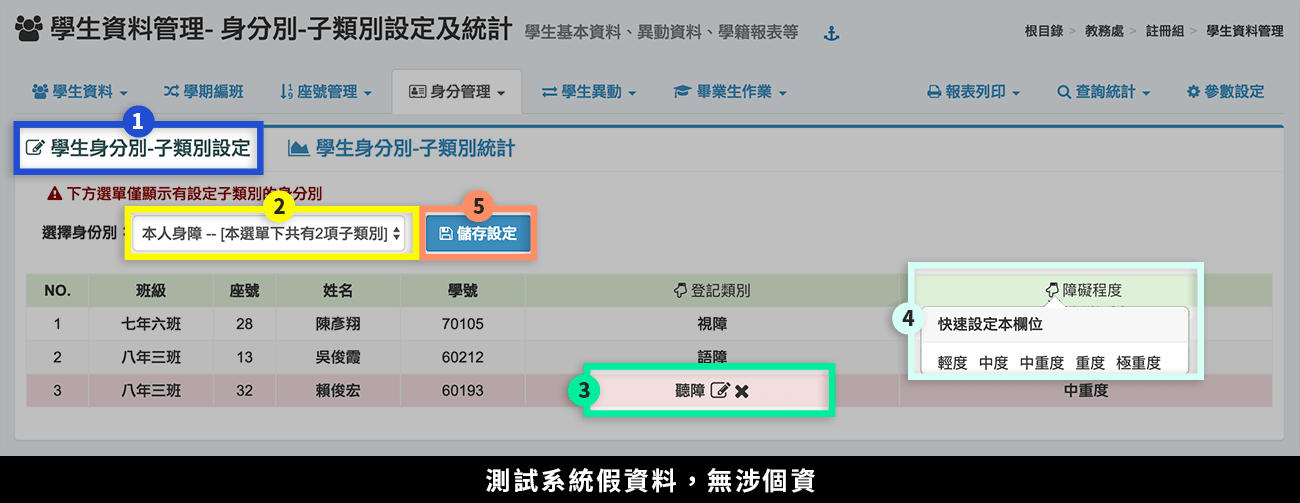 學生資料管理- 身分別-子類別設定及統計 學生基本資料、異動資料、學籍報表等
根目錄 > 教務處 > 註冊組 > 學生資料管理
學生資料 學期編班 座號管理 身分管理 學生異動 畢業生作業 報表列印 查詢統計 參數設定
1
學生身分別-子類別設定 學生身分別-子類別統計
下方選單僅顯示有設定子類別的身分別
2 5
選擇身份別: 本人身障 -- [本選單下共有2項子類別] 儲存設定
NO. 班級 座號 姓名 學號 登記類別 障礙程度
1 七年六班 28 陳彥翔 70105 視障
4 快速設定本欄位
2 八年三班 13 吳俊霞 60212 語障
輕度 中度 中重度 重度 極重度
3 八年三班 32 賴俊宏 60193 3 聽障 中重度
測試系統假資料，無涉個資